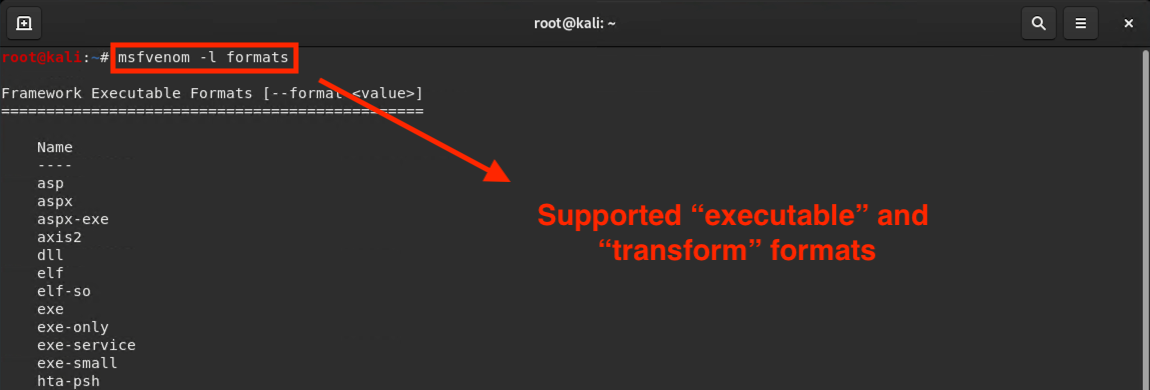 root@kali: ~
root@kali:~# msfvenom -l formats
Framework Executable Formats [--format <value>]
===============================================
Name
----
asp
aspx
aspx-exe
axis2
dll
elf
elf-so
exe
exe-only
exe-service
exe-small
hta-psh
Supported “executable” and
“transform” formats